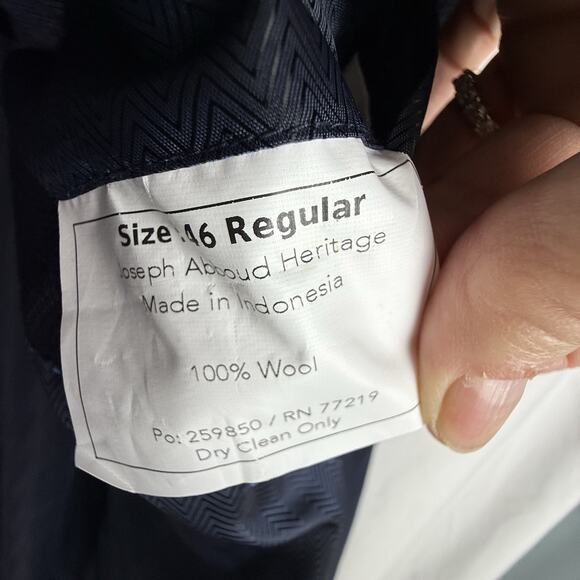 Size 46 Regular
Joseph Abboud Heritage
Made in Indonesia
100% Wool
Po: 259850 / RN 77219
Dry Clean Only